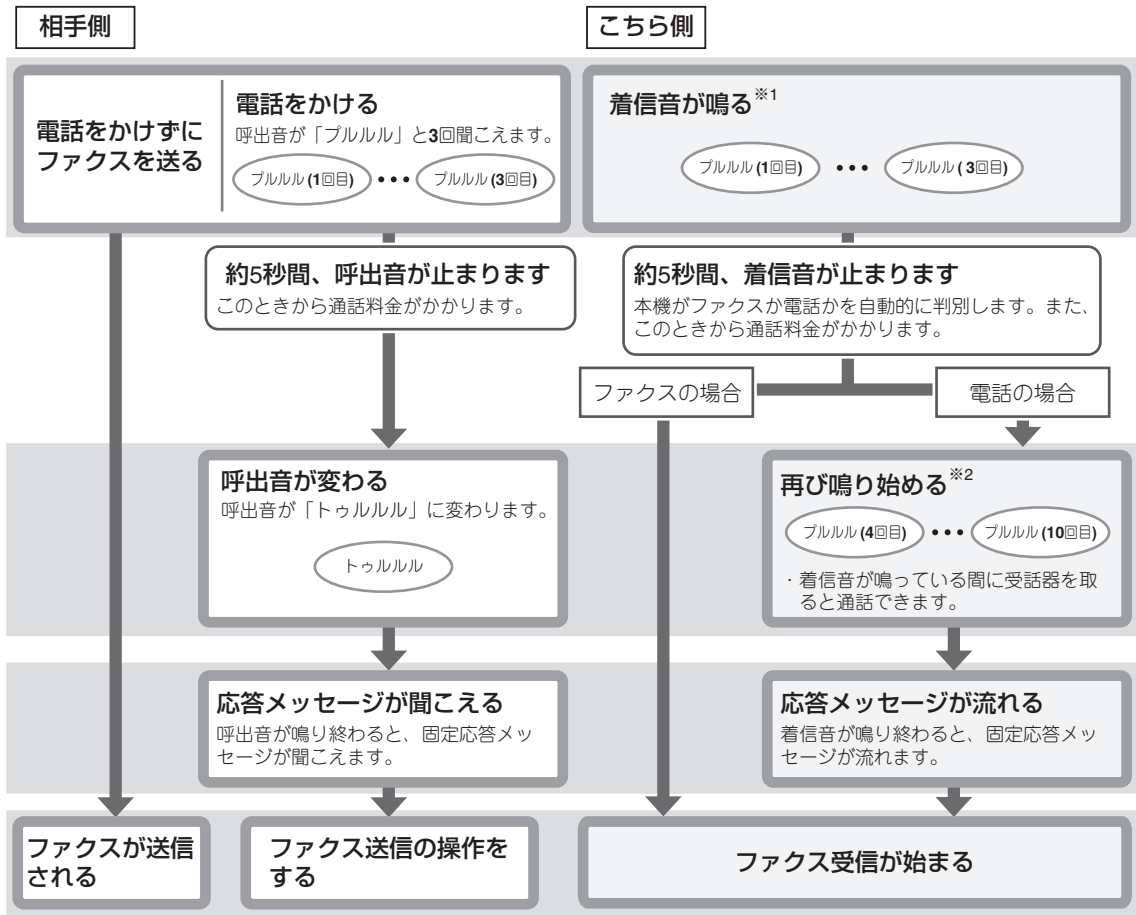 相手側
こちら側
電話をかけずに
ファクスを送る
電話をかける
呼出音が「プルルル」と3回聞こえます。
プルルル(1回目) ・・・ プルルル(3回目)
着信音が鳴る※1
プルルル(1回目) ・・・ プルルル( 3回目)
約5秒間、呼出音が止まります
このときから通話料金がかかります。
約5秒間、着信音が止まります
本機がファクスか電話かを自動的に判別します。また、
このときから通話料金がかかります。
ファクスの場合
電話の場合
呼出音が変わる
呼出音が「トゥルルル」に変わります。
トゥルルル
再び鳴り始める※2
プルルル(4回目) ・・・ プルルル(10回目)
・着信音が鳴っている間に受話器を取
ると通話できます。
応答メッセージが聞こえる
呼出音が鳴り終わると、固定応答メッ
セージが聞こえます。
応答メッセージが流れる
着信音が鳴り終わると、固定応答メッ
セージが流れます。
ファクスが送信
される
ファクス送信の操作を
する
ファクス受信が始まる